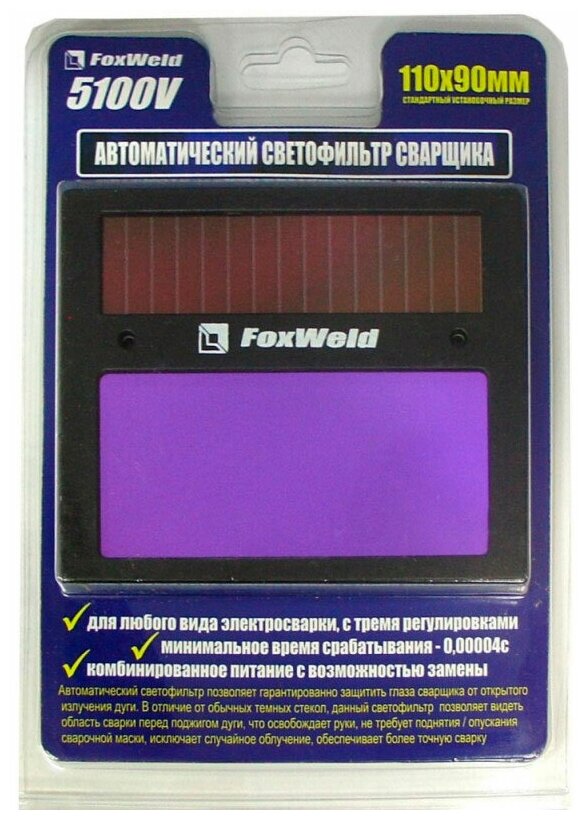 FoxWeld
5100V
110х90мм
СТАНДАРТНЫЙ УСТАНОВОЧНЫЙ РАЗМЕР
АВТОМАТИЧЕСКИЙ СВЕТОФИЛЬТР СВАРЩИКА
FoxWeld
для любого вида электросварки, с тремя регулировками
минимальное время срабатывания - 0,00004с
комбинированное питание с возможностью замены
Автоматический светофильтр позволяет гарантированно защитить глаза сварщика от открытого
излучения дуги. В отличие от обычных темных стекол, данный светофильтр позволяет видеть
область сварки перед поджигом дуги, что освобождает руки, не требует поднятия / опускания
сварочной маски, исключает случайное облучение, обеспечивает более точную сварку